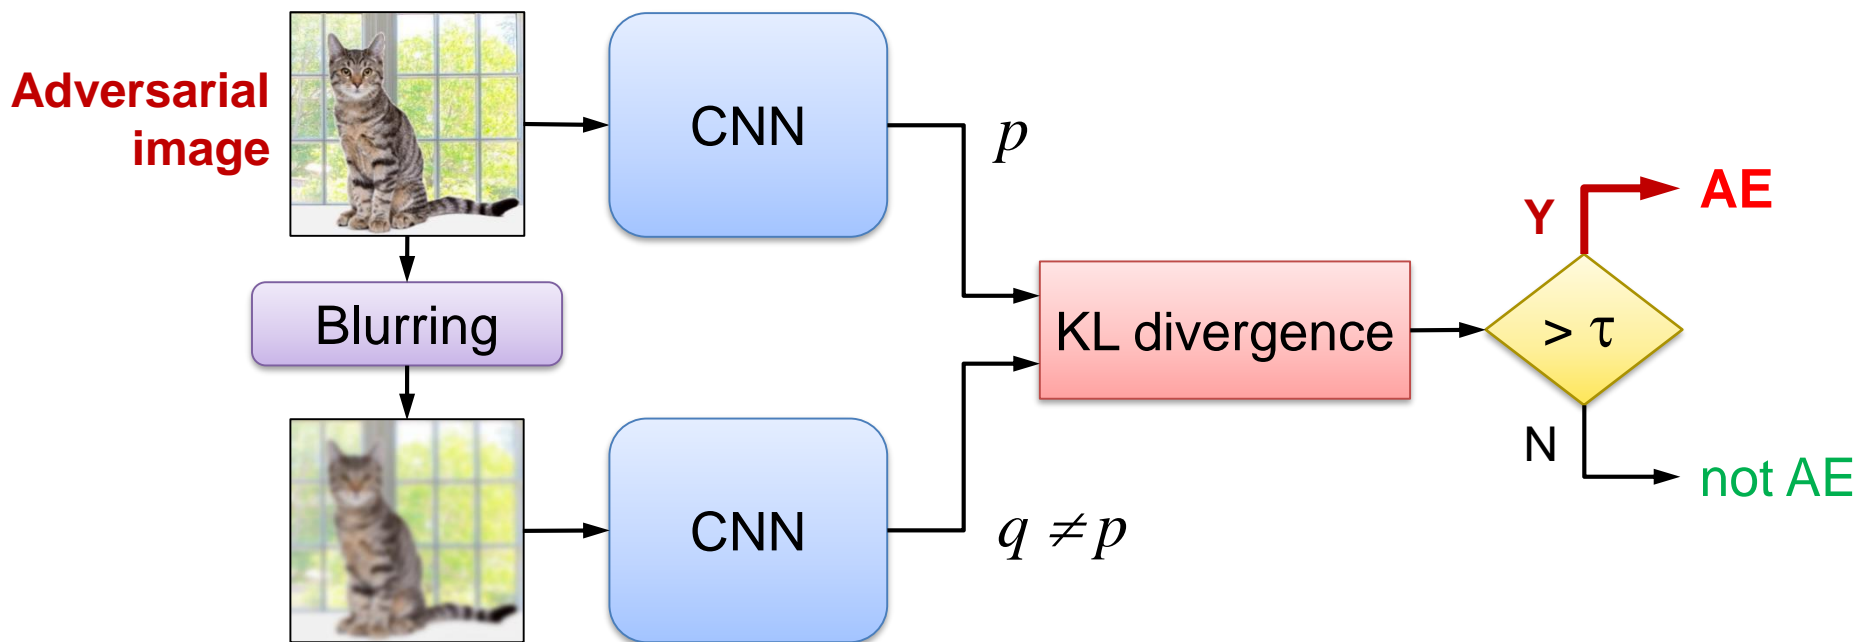 Adversarial
image
CNN
p
Blurring
KL divergence
> τ
Y
AE
N
not AE
CNN
q ≠ p